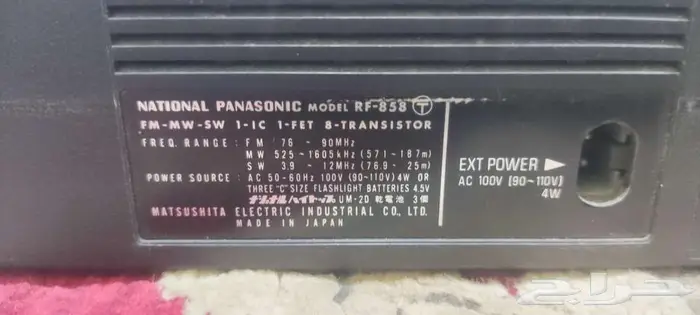 NATIONAL PANASONIC MODEL RF-858 Ⓣ
FM-MW-SW 1-IC 1-FET 8-TRANSISTOR
FREQ. RANGE : FM 76 ~ 90MHz
MW 525~1605kHz (571~187m)
SW 3.9 ~ 12MHz (76.9~25m)
POWER SOURCE : AC 50-60Hz 100V (90~110V) 4W OR
THREE "C" SIZE FLASHLIGHT BATTERIES 4.5V
ナショナルハイトップ UM-2D 乾電池 3個
MATSUSHITA ELECTRIC INDUSTRIAL CO., LTD.
MADE IN JAPAN
EXT POWER ▶
AC 100V (90~110V)
4W
حراج